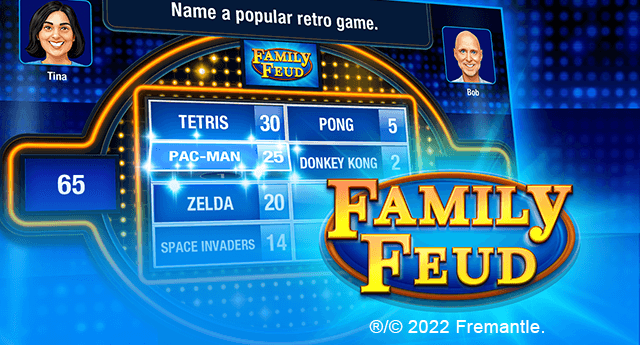 Name a popular retro game.
FAMILY
FEUD
Tina
Bob
TETRIS 30 PONG 5
PAC-MAN 25 DONKEY KONG 2
65
ZELDA 20
SPACE INVADERS 14
FAMILY
FEUD
®/© 2022 Fremantle.